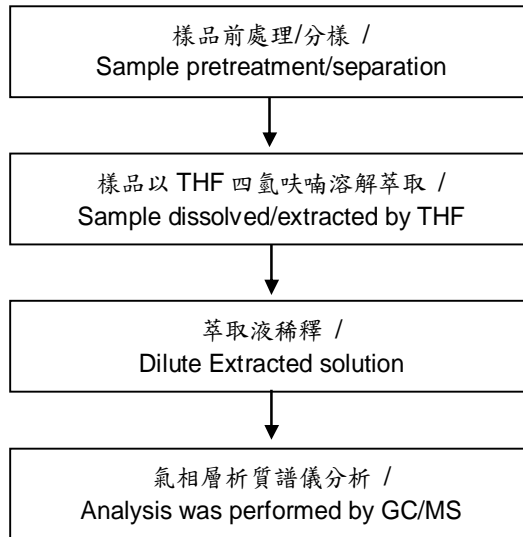 樣品前處理/分樣 /
Sample pretreatment/separation
樣品以 THF 四氫呋喃溶解萃取 /
Sample dissolved/extracted by THF
萃取液稀釋 /
Dilute Extracted solution
氣相層析質譜儀分析 /
Analysis was performed by GC/MS